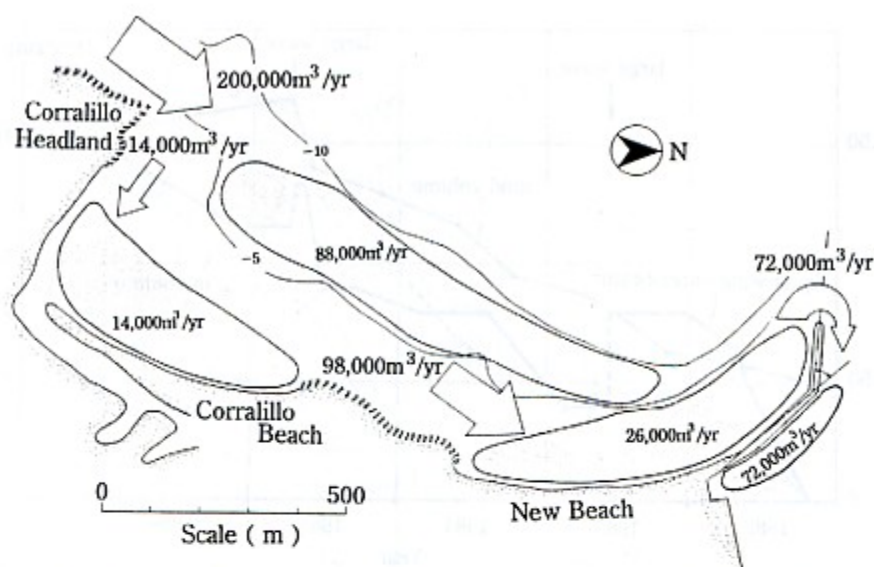 200,000m³/yr
Corralillo
Headland
14,000m³/yr
-10
N
-5
88,000m³/yr
72,000m³/yr
14,000m³/yr
98,000m³/yr
Corralillo
Beach
26,000m³/yr
72,000m³/yr
0 500
Scale ( m )
New Beach